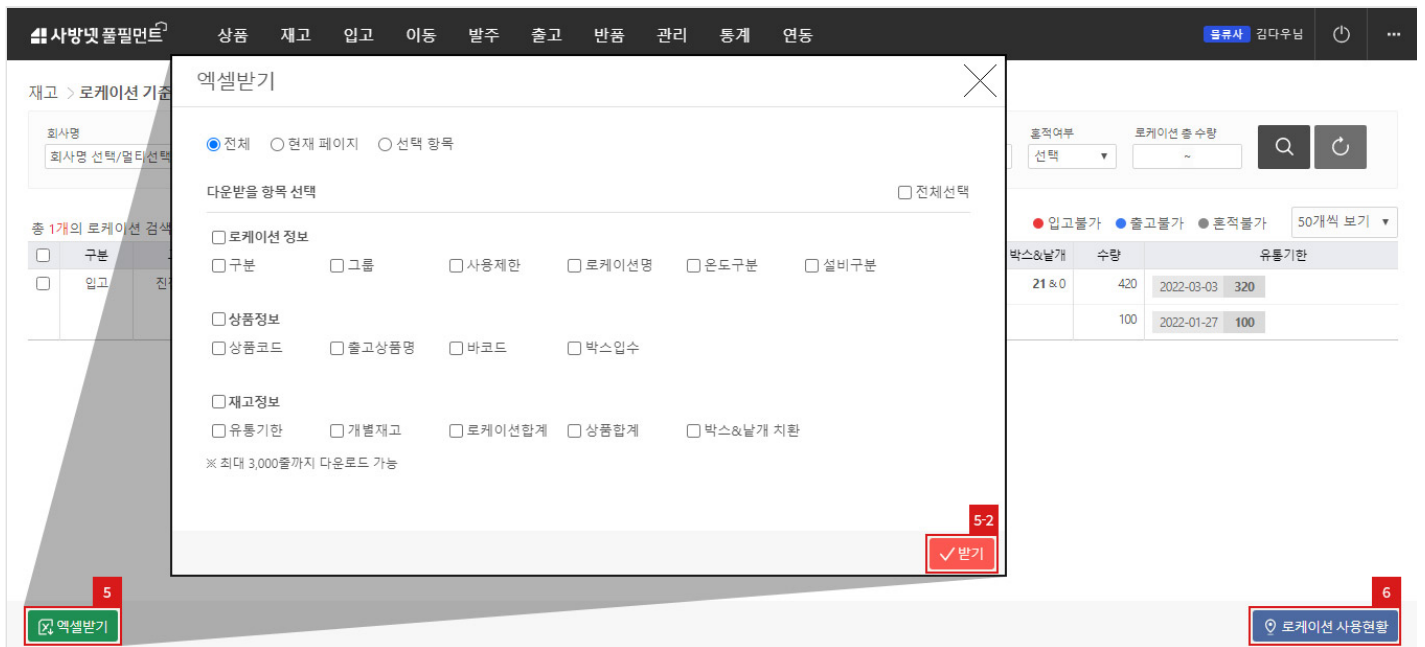 사방넷 풀필먼트 상품 재고 입고 이동 발주 출고 반품 관리 통계 연동 물류사 김다우님
재고 > 로케이션 기준
회사명
회사명 선택/멀티선택
혼적여부 로케이션 총 수량
선택 ~
총 1개의 로케이션 검색
입고불가 출고불가 혼적불가 50개씩 보기
구분 박스&낱개 수량 유통기한
입고 21 & 0 420 2022-03-03 320
100 2022-01-27 100
엑셀받기
전체 현재 페이지 선택 항목
다운받을 항목 선택 전체선택
로케이션 정보
구분 그룹 사용제한 로케이션명 온도구분 설비구분
상품정보
상품코드 출고상품명 바코드 박스입수
재고정보
유통기한 개별재고 로케이션합계 상품합계 박스&낱개 치환
※ 최대 3,000줄까지 다운로드 가능
5-2
받기
5
엑셀받기
6
로케이션 사용현황